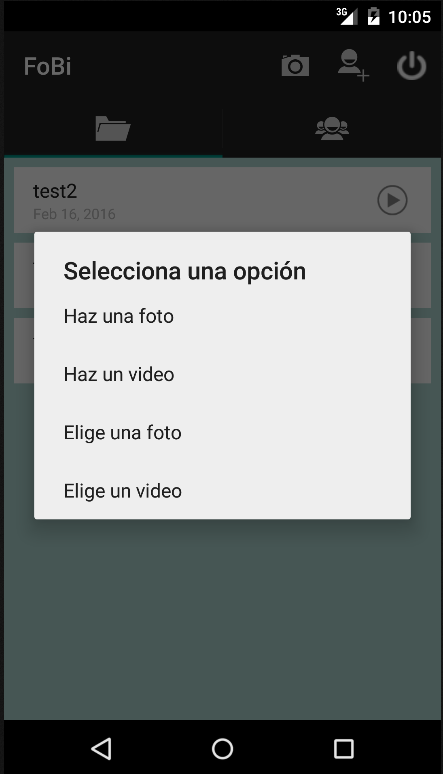 3G 10:05
FoBi
test2
Feb 16, 2016
Selecciona una opción
Haz una foto
Haz un video
Elige una foto
Elige un video